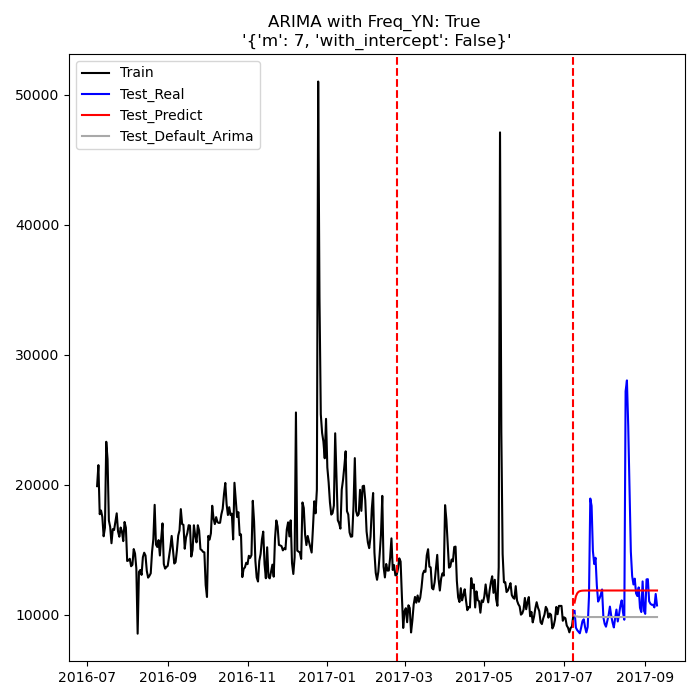 ARIMA with Freq_YN: True
'{'m': 7, 'with_intercept': False}'
Train
Test_Real
Test_Predict
Test_Default_Arima
50000
40000
30000
20000
10000
2016-07 2016-09 2016-11 2017-01 2017-03 2017-05 2017-07 2017-09